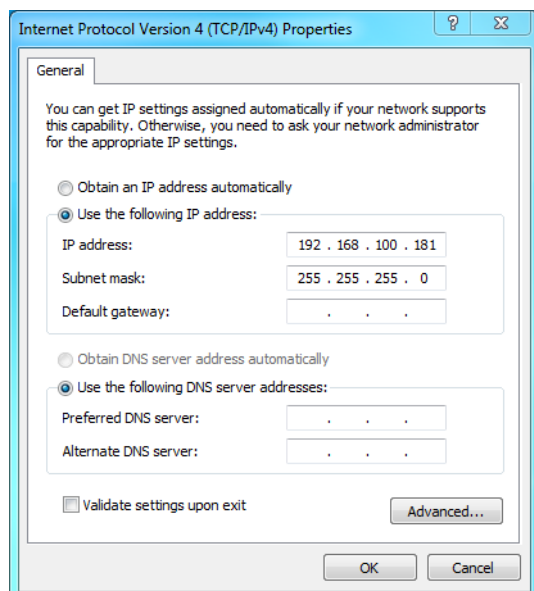 Internet Protocol Version 4 (TCP/IPv4) Properties
General
You can get IP settings assigned automatically if your network supports
this capability. Otherwise, you need to ask your network administrator
for the appropriate IP settings.
Obtain an IP address automatically
Use the following IP address:
IP address: 192 . 168 . 100 . 181
Subnet mask: 255 . 255 . 255 . 0
Default gateway: . . .
Obtain DNS server address automatically
Use the following DNS server addresses:
Preferred DNS server: . . .
Alternate DNS server: . . .
Validate settings upon exit
Advanced...
OK Cancel